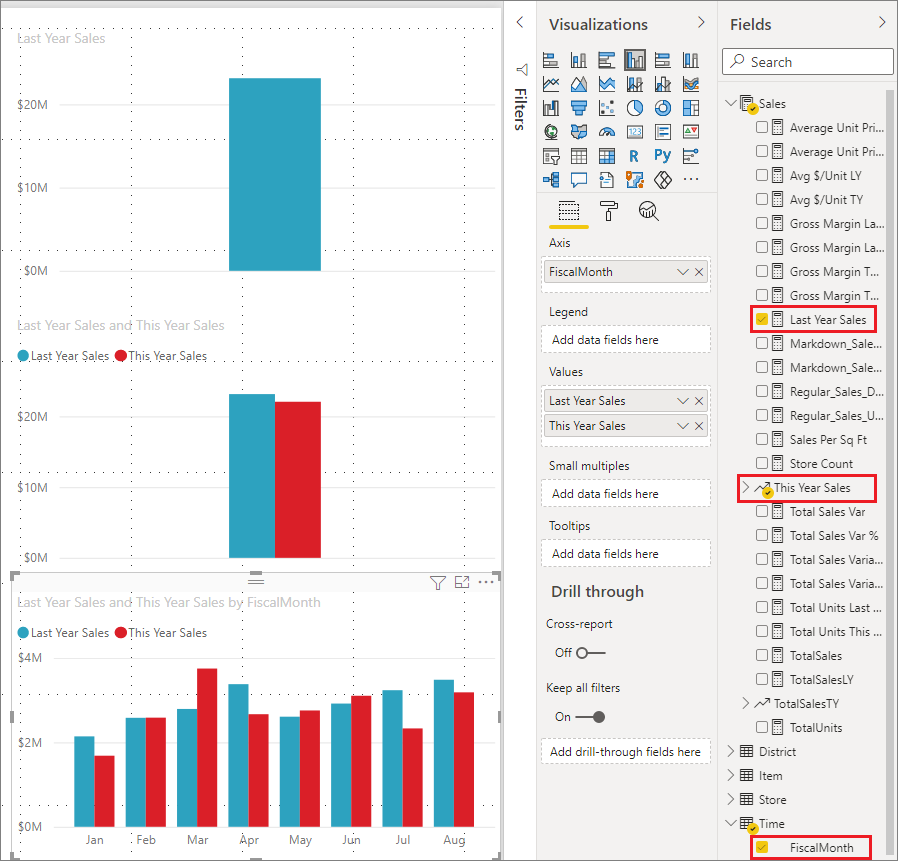 Last Year Sales
$20M
$10M
$0M
Last Year Sales and This Year Sales
Last Year Sales This Year Sales
$20M
$10M
$0M
Last Year Sales and This Year Sales by FiscalMonth
Last Year Sales This Year Sales
$4M
$2M
$0M
Jan Feb Mar Apr May Jun Jul Aug
Filters
Visualizations
123
R Py
Axis
FiscalMonth
Legend
Add data fields here
Values
Last Year Sales
This Year Sales
Small multiples
Add data fields here
Tooltips
Add data fields here
Drill through
Cross-report
Off
Keep all filters
On
Add drill-through fields here
Fields
Search
Sales
Average Unit Pri...
Average Unit Pri...
Avg $/Unit LY
Avg $/Unit TY
Gross Margin La...
Gross Margin La...
Gross Margin T...
Gross Margin T...
Last Year Sales
Markdown_Sale...
Markdown_Sale...
Regular_Sales_D...
Regular_Sales_U...
Sales Per Sq Ft
Store Count
This Year Sales
Total Sales Var
Total Sales Var %
Total Sales Varia...
Total Sales Varia...
Total Units Last ...
Total Units This ...
TotalSales
TotalSalesLY
TotalSalesTY
TotalUnits
District
Item
Store
Time
FiscalMonth